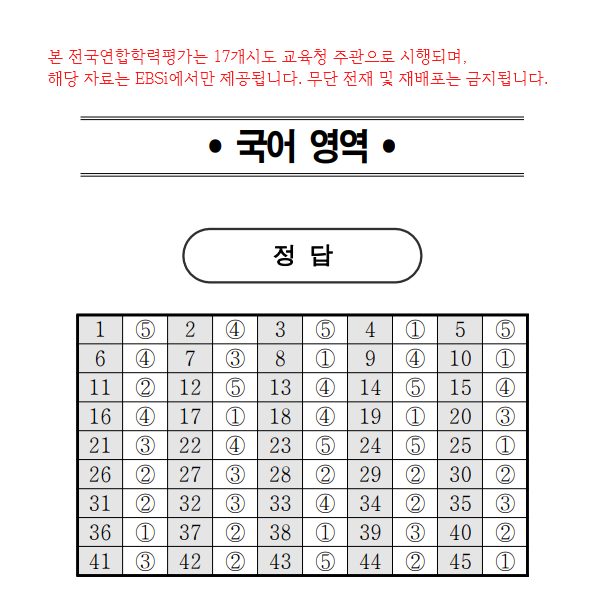 본 전국연합학력평가는 17개시도 교육청 주관으로 시행되며,
해당 자료는 EBSi에서만 제공됩니다. 무단 전재 및 재배포는 금지됩니다.
• 국어 영역 •
정 답
1 ⑤ 2 ④ 3 ⑤ 4 ① 5 ⑤
6 ④ 7 ③ 8 ① 9 ④ 10 ①
11 ② 12 ⑤ 13 ④ 14 ⑤ 15 ④
16 ④ 17 ① 18 ④ 19 ① 20 ③
21 ③ 22 ④ 23 ⑤ 24 ⑤ 25 ①
26 ② 27 ③ 28 ② 29 ② 30 ②
31 ② 32 ③ 33 ④ 34 ② 35 ③
36 ① 37 ② 38 ① 39 ③ 40 ②
41 ③ 42 ② 43 ⑤ 44 ② 45 ①